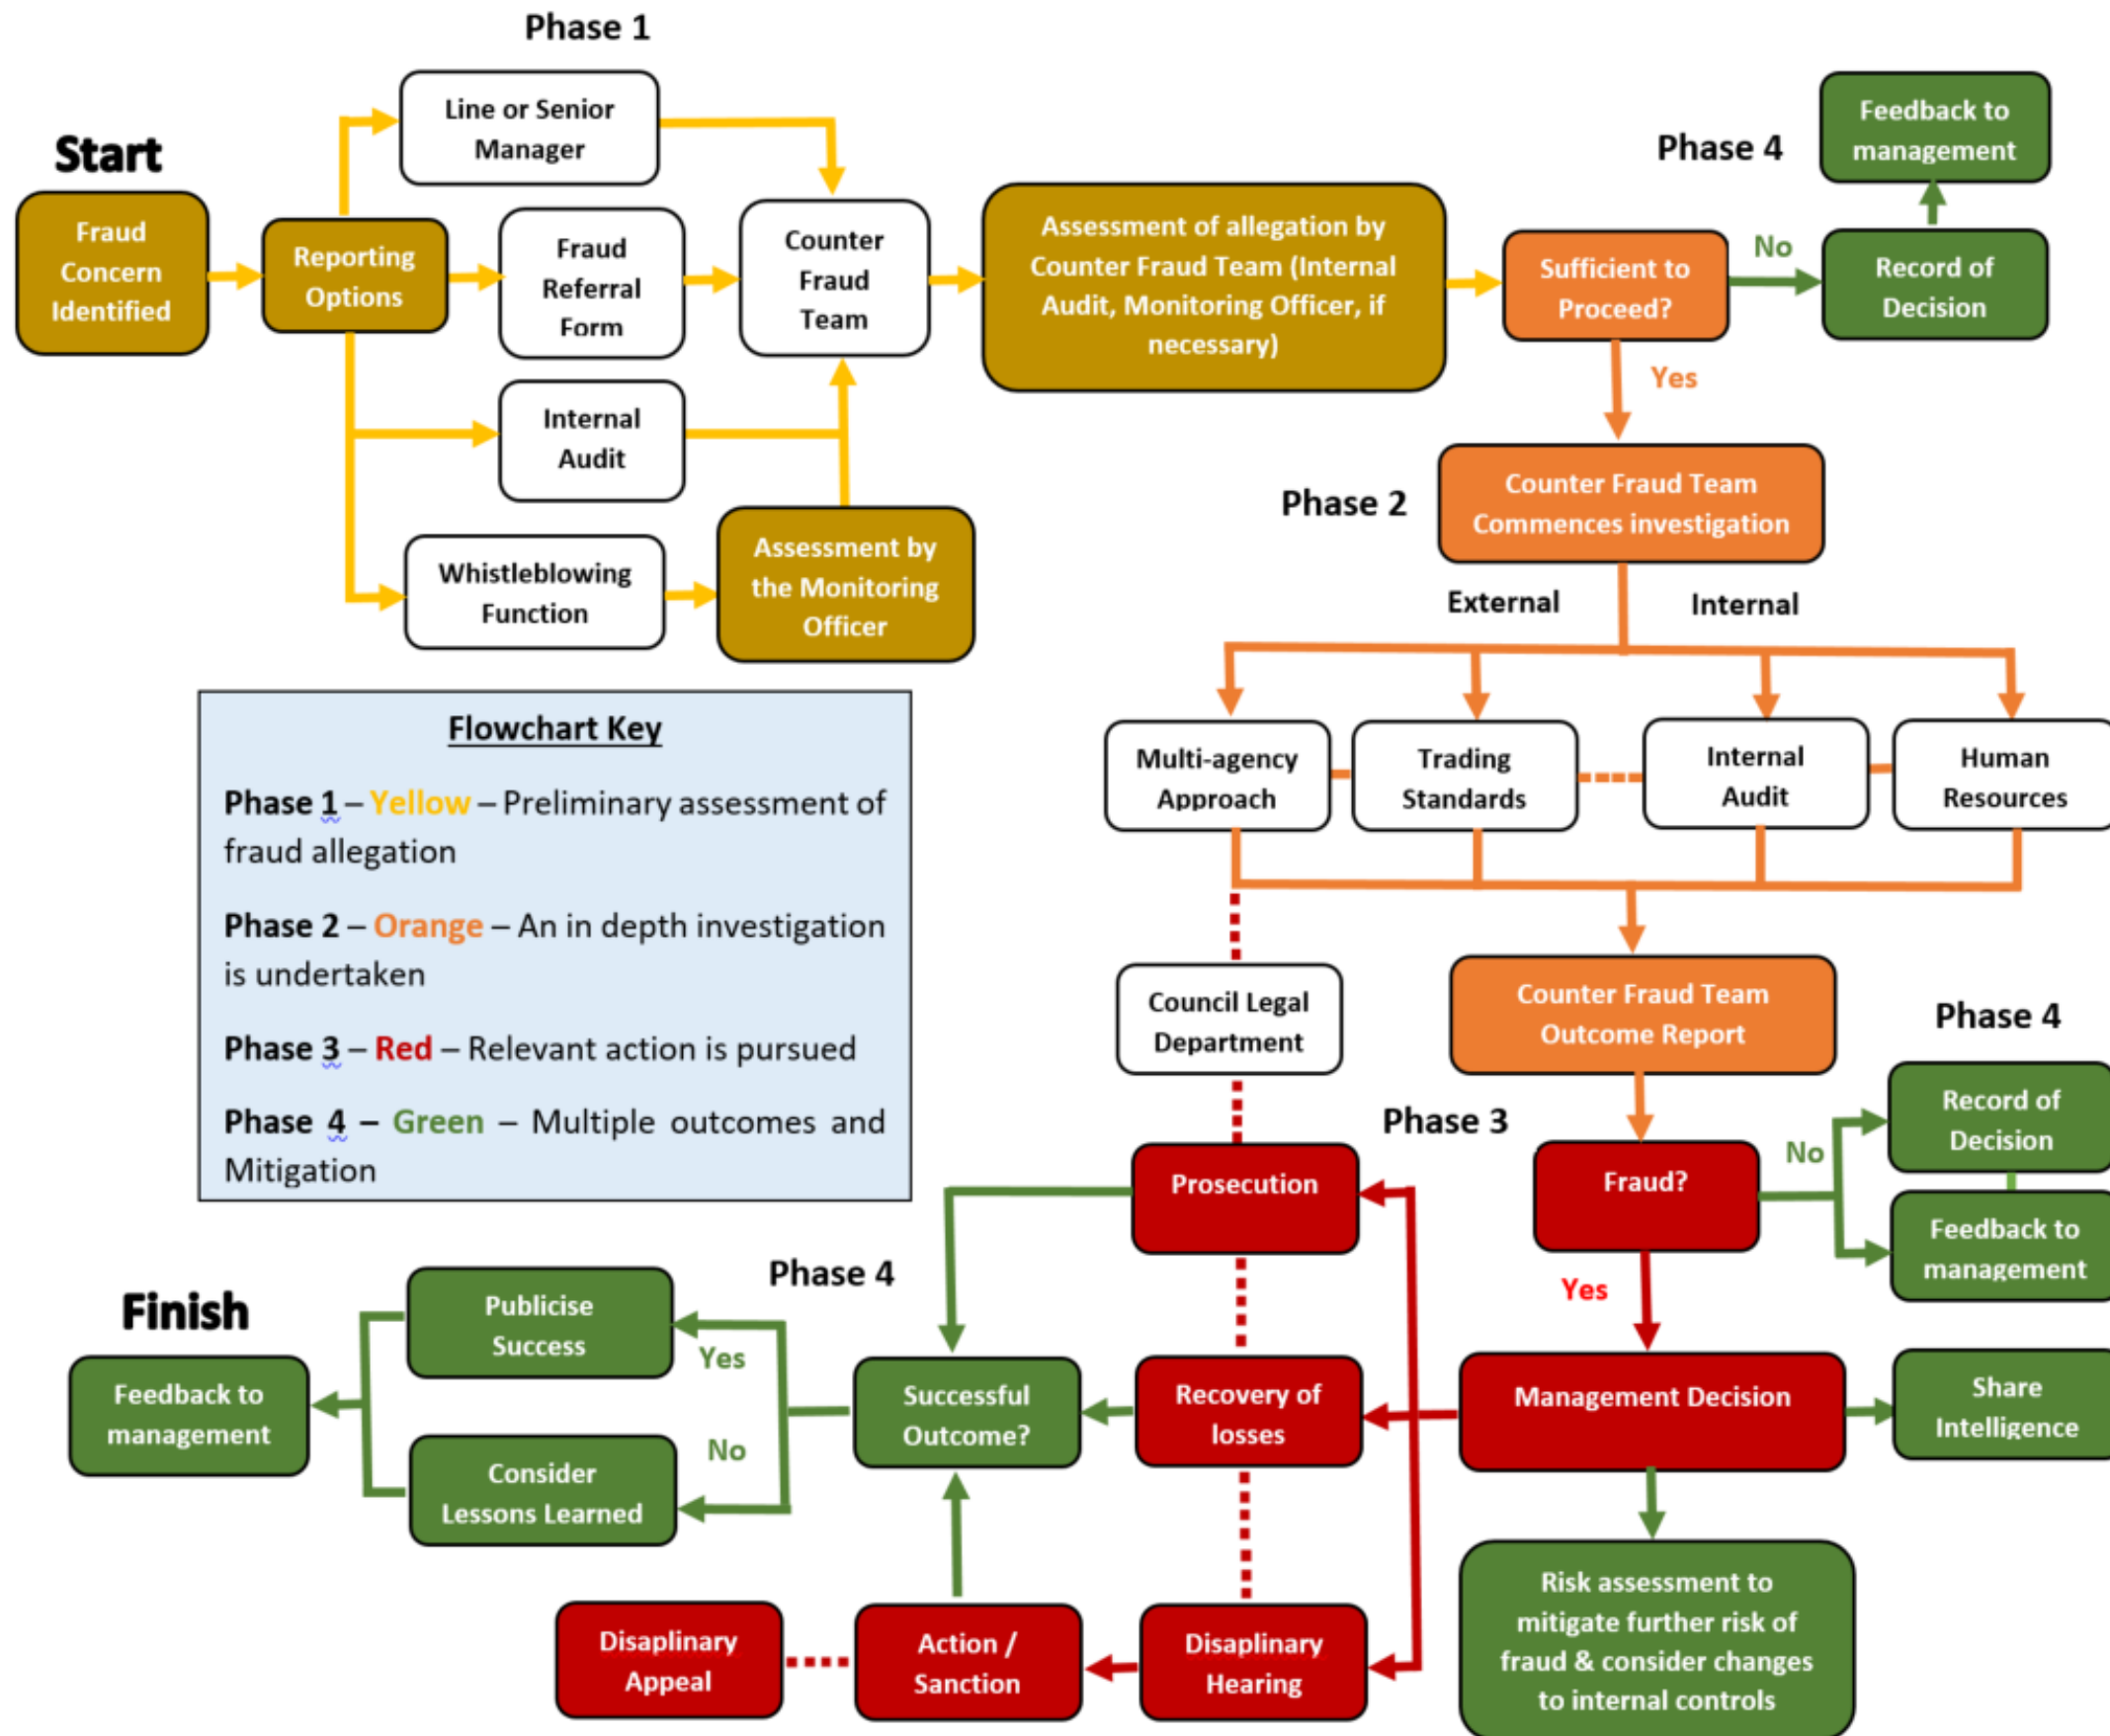 Phase 1
Start
Fraud
Concern
Identified
Reporting
Options
Line or Senior
Manager
Fraud
Referral
Form
Internal
Audit
Whistleblowing
Function
Counter
Fraud
Team
Assessment by
the Monitoring
Officer
Assessment of allegation by
Counter Fraud Team (Internal
Audit, Monitoring Officer, if
necessary)
Sufficient to
Proceed?
No
Phase 4
Record of
Decision
Feedback to
management
Yes
Phase 2
Counter Fraud Team
Commences investigation
External
Internal
Multi-agency
Approach
Trading
Standards
Internal
Audit
Human
Resources
Flowchart Key
Phase 1 – Yellow – Preliminary assessment of
fraud allegation
Phase 2 – Orange – An in depth investigation
is undertaken
Phase 3 – Red – Relevant action is pursued
Phase 4 – Green – Multiple outcomes and
Mitigation
Council Legal
Department
Counter Fraud Team
Outcome Report
Phase 4
Phase 3
Fraud?
No
Record of
Decision
Feedback to
management
Yes
Management Decision
Share
Intelligence
Risk assessment to
mitigate further risk of
fraud & consider changes
to internal controls
Prosecution
Recovery of
losses
Disaplinary
Hearing
Action /
Sanction
Disaplinary
Appeal
Successful
Outcome?
Phase 4
Yes
No
Publicise
Success
Consider
Lessons Learned
Finish
Feedback to
management